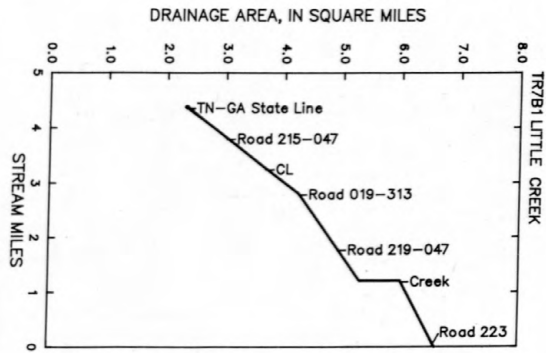 DRAINAGE AREA, IN SQUARE MILES
0.0 1.0 2.0 3.0 4.0 5.0 6.0 7.0 8.0
TR7B1 LITTLE CREEK
5
4
3
2
1
0
STREAM MILES
TN-GA State Line
Road 215-047
CL
Road 019-313
Road 219-047
Creek
Road 223